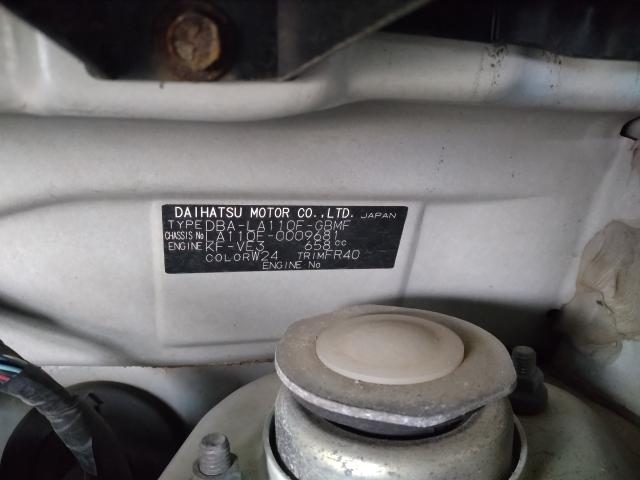 DAIHATSU MOTOR CO.,LTD. JAPAN
TYPE DBA-LA110F-GBMF
CHASSIS No LA110F-0009681
ENGINE KF-VE3 658cc
COLOR W24 TRIM FR40
ENGINE No